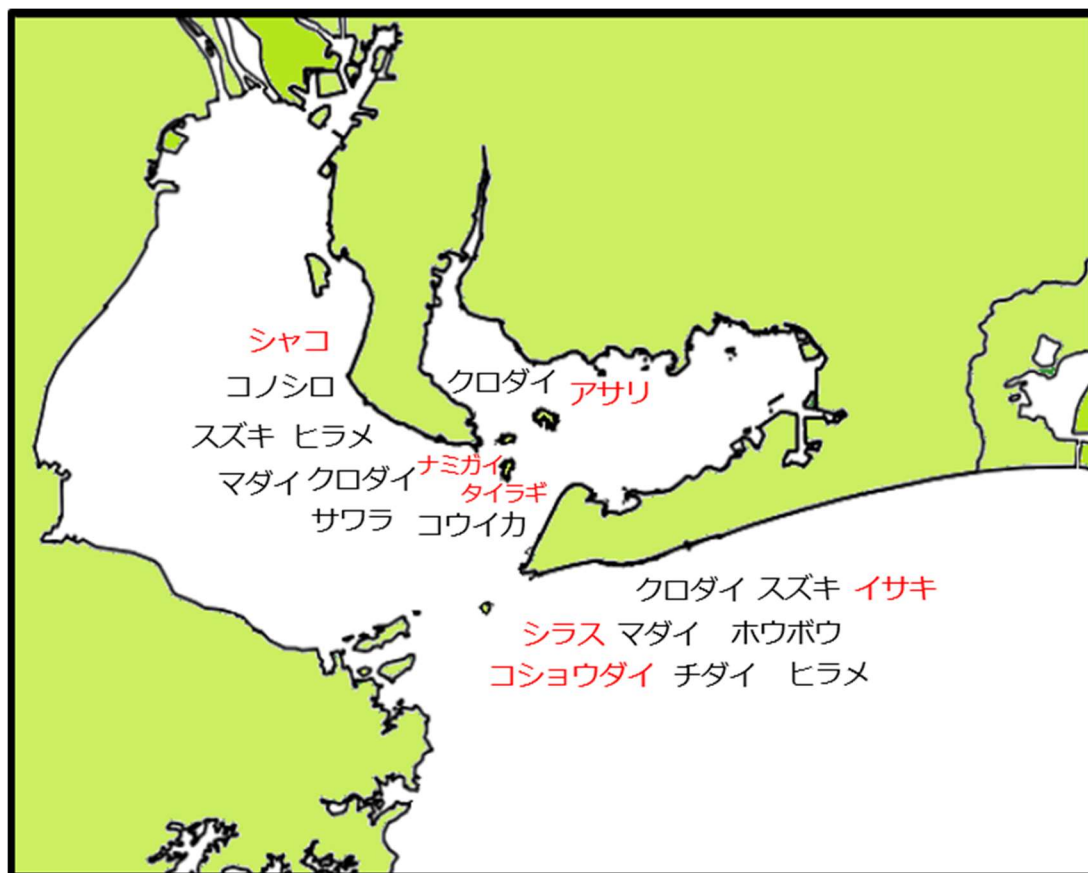 シャコ
コノシロ
クロダイ アサリ
スズキ ヒラメ
マダイ クロダイ ナミガイ
タイラギ
サワラ コウイカ
クロダイ スズキ イサキ
シラス マダイ ホウボウ
コショウダイ チダイ ヒラメ